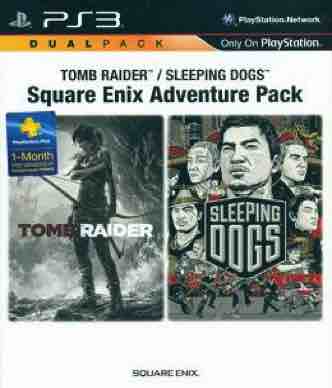 PS3
PlayStation Network
DUAL PACK
Only On PlayStation
TOMB RAIDER™ / SLEEPING DOGS™
Square Enix Adventure Pack
PlayStation Plus
1-Month
TOMB RAIDER
SLEEPING
DOGS
SQUARE ENIX.